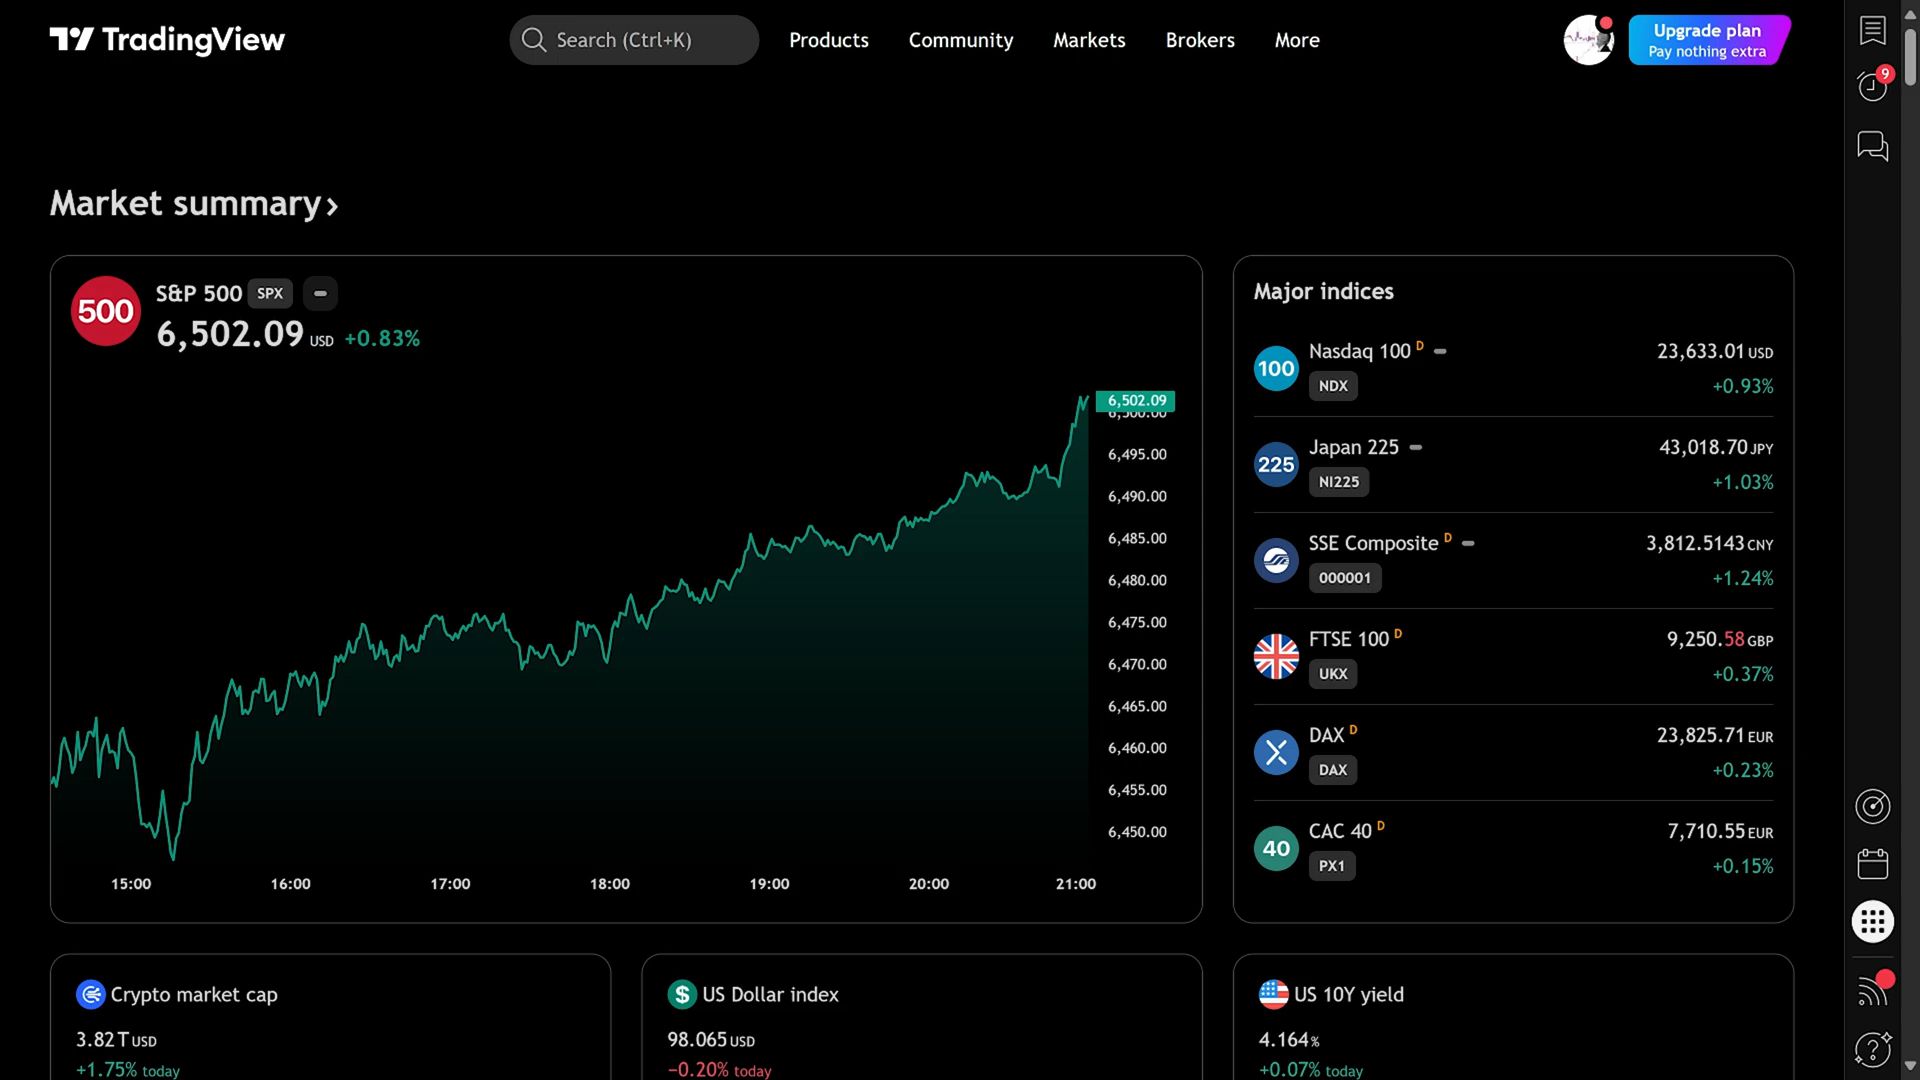 TradingView
Search (Ctrl+K)
Products
Community
Markets
Brokers
More
Upgrade plan
Pay nothing extra
9
Market summary
500
S&P 500 SPX
6,502.09 USD +0.83%
6,502.09
6,500.00
6,495.00
6,490.00
6,485.00
6,480.00
6,475.00
6,470.00
6,465.00
6,460.00
6,455.00
6,450.00
15:00 16:00 17:00 18:00 19:00 20:00 21:00
Major indices
100
Nasdaq 100 D
NDX
23,633.01 USD
+0.93%
225
Japan 225
NI225
43,018.70 JPY
+1.03%
SSE Composite D
000001
3,812.5143 CNY
+1.24%
FTSE 100 D
UKX
9,250.58 GBP
+0.37%
DAX D
DAX
23,825.71 EUR
+0.23%
40
CAC 40 D
PX1
7,710.55 EUR
+0.15%
Crypto market cap
3.82 T USD
+1.75% today
$
US Dollar index
98.065 USD
−0.20% today
US 10Y yield
4.164 %
+0.07% today
?